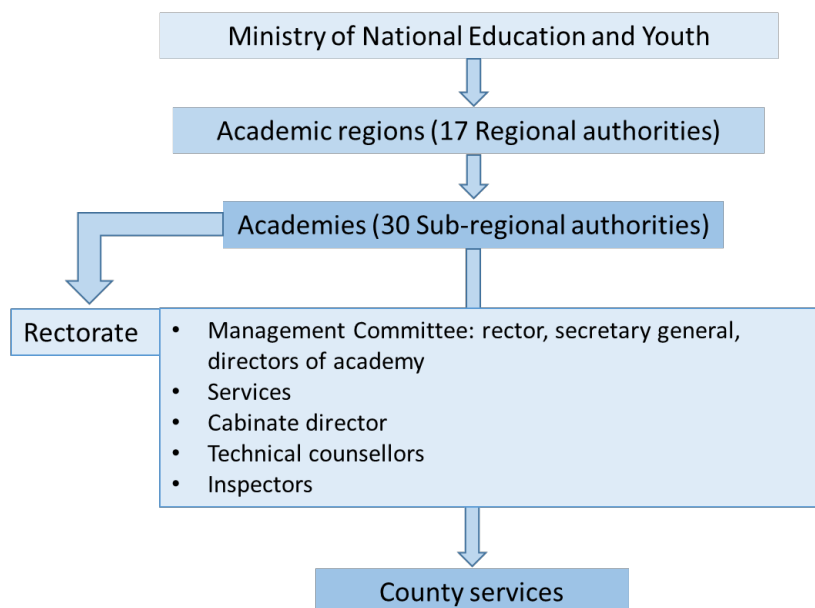 Ministry of National Education and Youth
Academic regions (17 Regional authorities)
Academies (30 Sub-regional authorities)
Rectorate
• Management Committee: rector, secretary general,
directors of academy
• Services
• Cabinate director
• Technical counsellors
• Inspectors
County services